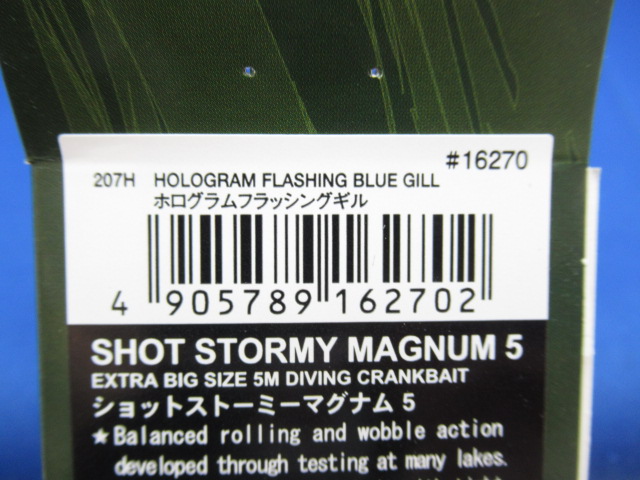 #16270
207H HOLOGRAM FLASHING BLUE GILL
ホログラムフラッシングギル
4 905789 162702
SHOT STORMY MAGNUM 5
EXTRA BIG SIZE 5M DIVING CRANKBAIT
ショットストーミーマグナム 5
★Balanced rolling and wobble action
developed through testing at many lakes.